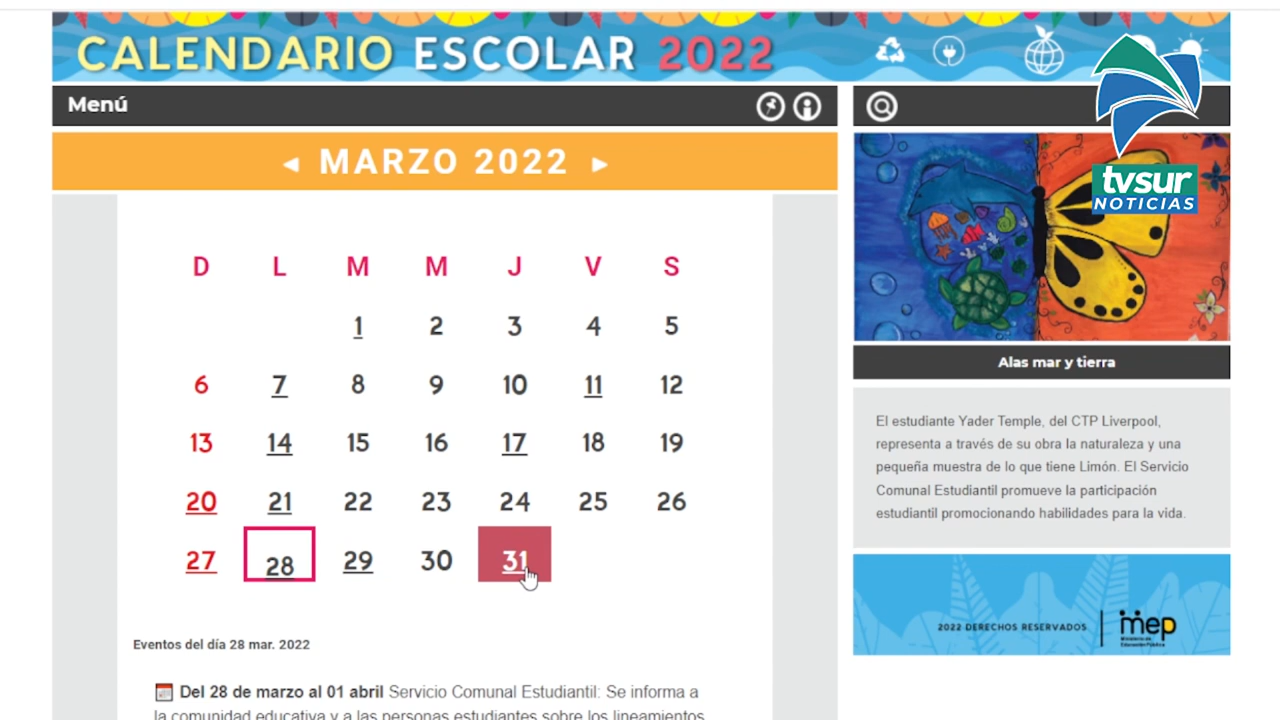 CALENDARIO ESCOLAR 2022
Menú
MARZO 2022
D L M M J V S
1 2 3 4 5
6 7 8 9 10 11 12
13 14 15 16 17 18 19
20 21 22 23 24 25 26
27 28 29 30 31
Eventos del día 28 mar. 2022
Del 28 de marzo al 01 abril Servicio Comunal Estudiantil: Se informa a
la comunidad educativa y a las personas estudiantes sobre los lineamientos
tvsur
NOTICIAS
Alas mar y tierra
El estudiante Yader Temple, del CTP Liverpool,
representa a través de su obra la naturaleza y una
pequeña muestra de lo que tiene Limón. El Servicio
Comunal Estudiantil promueve la participación
estudiantil promocionando habilidades para la vida.
2022 DERECHOS RESERVADOS
mep
Ministerio de
Educación Pública